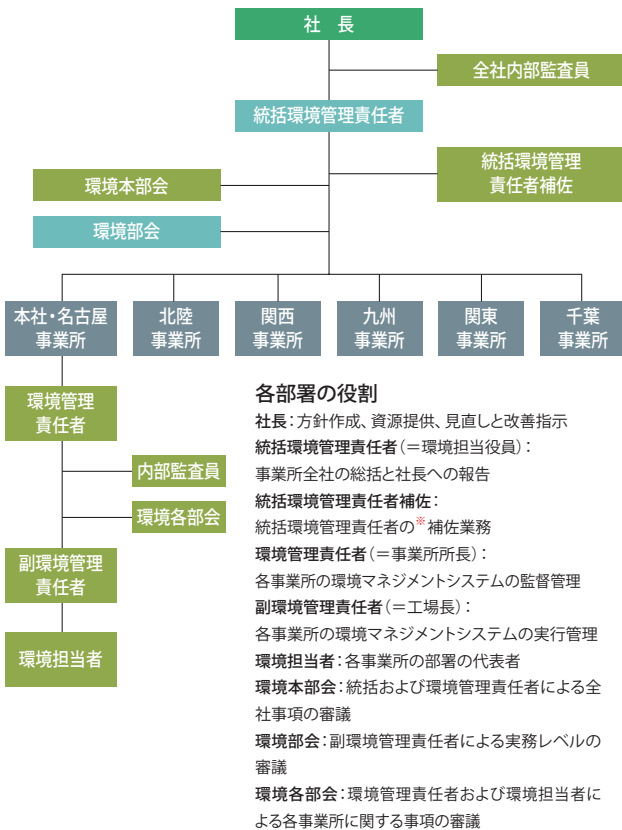 社　長
全社内部監査員
統括環境管理責任者
統括環境管理
責任者補佐
環境本部会
環境部会
本社・名古屋
事業所
北陸
事業所
関西
事業所
九州
事業所
関東
事業所
千葉
事業所
環境管理
責任者
内部監査員
環境各部会
副環境管理
責任者
環境担当者
各部署の役割
社長：方針作成、資源提供、見直しと改善指示
統括環境管理責任者（＝環境担当役員）：
事業所全社の総括と社長への報告
統括環境管理責任者補佐：
統括環境管理責任者の※補佐業務
環境管理責任者（＝事業所所長）：
各事業所の環境マネジメントシステムの監督管理
副環境管理責任者（＝工場長）：
各事業所の環境マネジメントシステムの実行管理
環境担当者：各事業所の部署の代表者
環境本部会：統括および環境管理責任者による全
社事項の審議
環境部会：副環境管理責任者による実務レベルの
審議
環境各部会：環境管理責任者および環境担当者に
よる各事業所に関する事項の審議